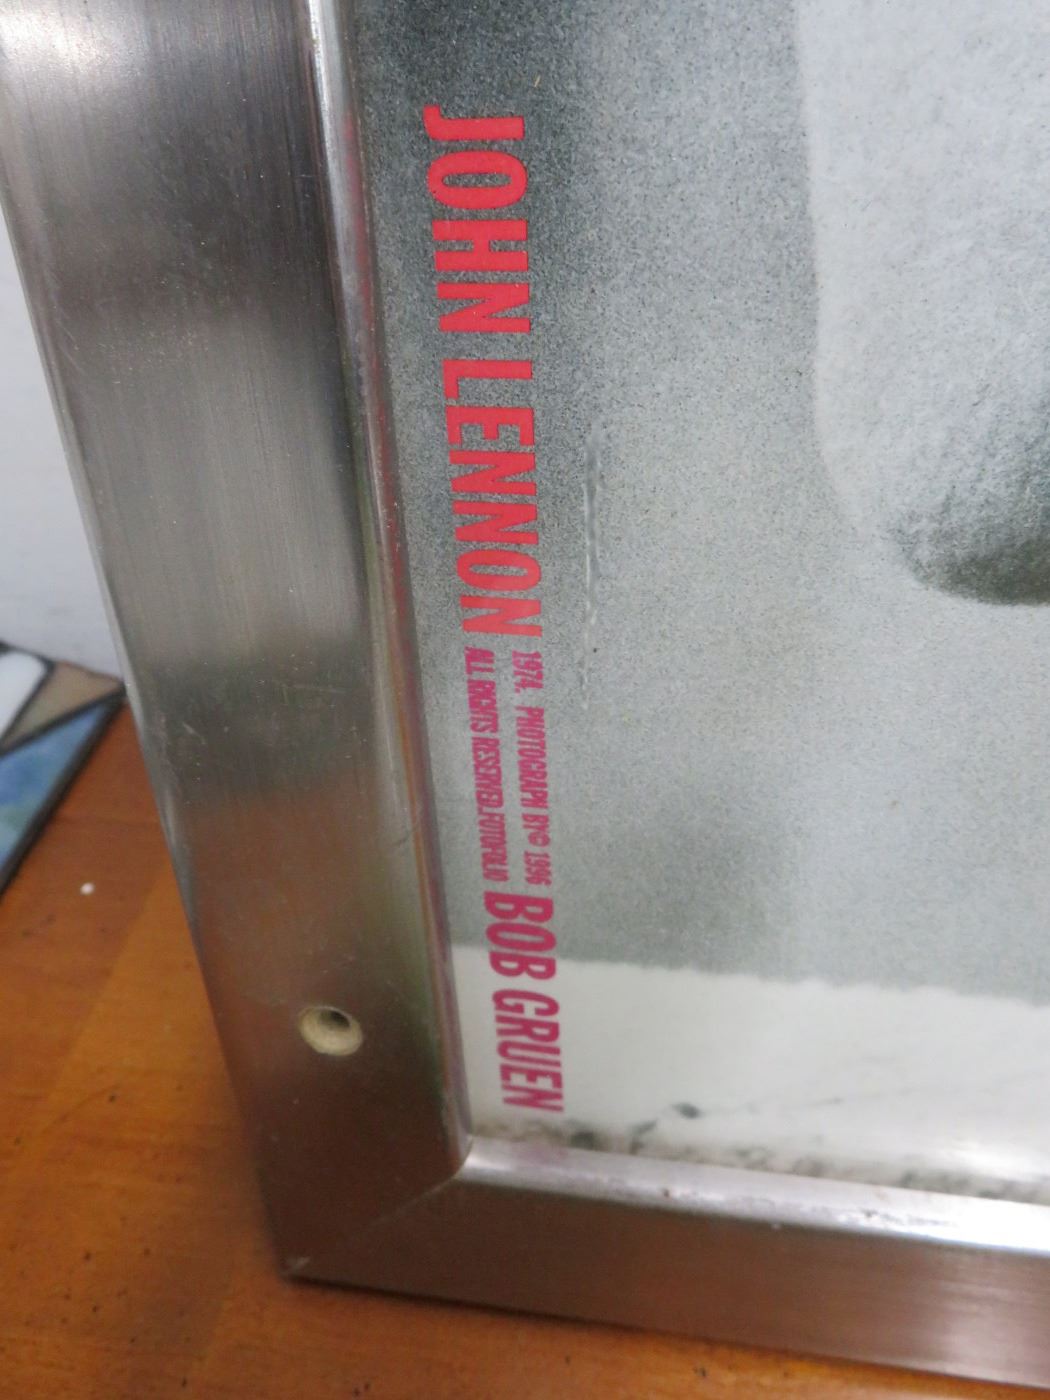 JOHN LENNON
1974. PHOTOGRAPH BY© 1996
ALL RIGHTS RESERVED. FOTOFOLIO
BOB GRUEN